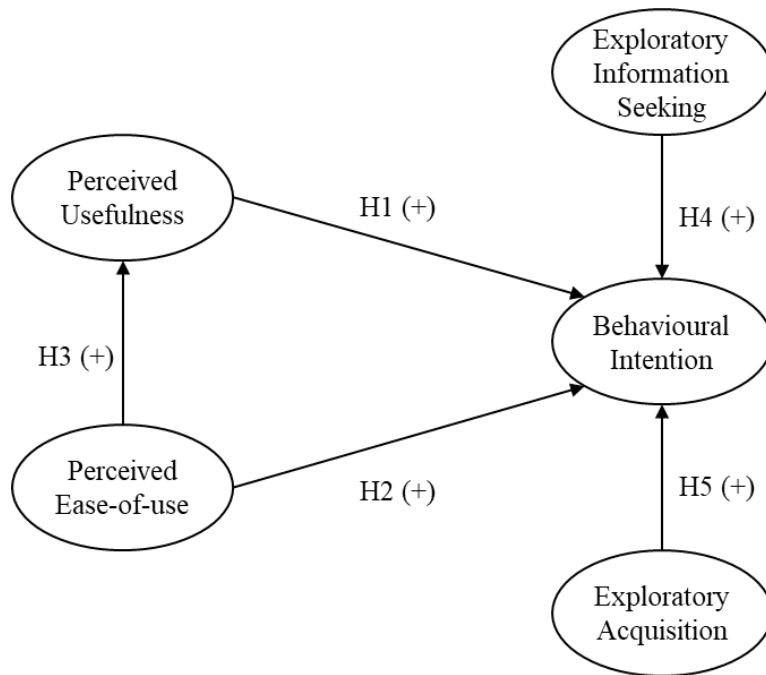 Exploratory
Information
Seeking
Perceived
Usefulness
H1 (+)
H4 (+)
Behavioural
Intention
H3 (+)
Perceived
Ease-of-use
H2 (+)
H5 (+)
Exploratory
Acquisition